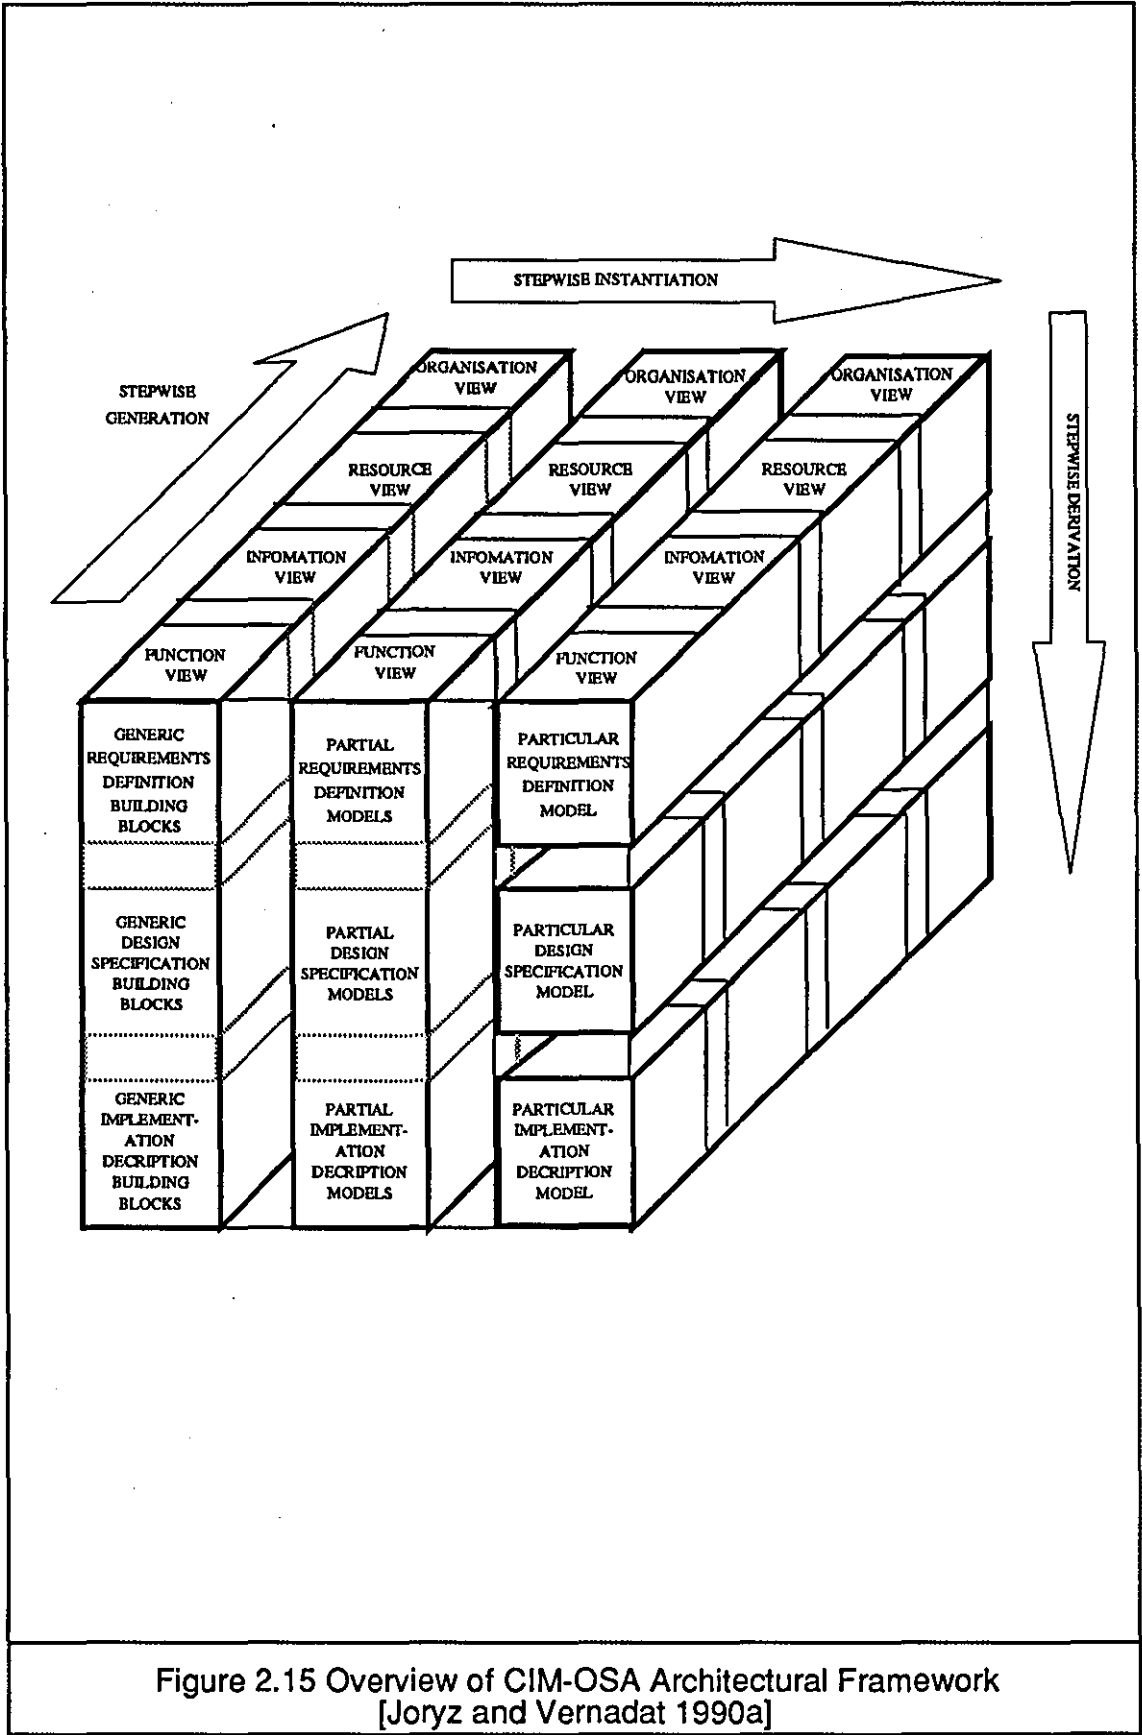 STEPWISE INSTANTIATION
STEPWISE
GENERATION
STEPWISE DERIVATION
ORGANISATION
VIEW
ORGANISATION
VIEW
ORGANISATION
VIEW
RESOURCE
VIEW
RESOURCE
VIEW
RESOURCE
VIEW
INFOMATION
VIEW
INFOMATION
VIEW
INFOMATION
VIEW
FUNCTION
VIEW
FUNCTION
VIEW
FUNCTION
VIEW
GENERIC
REQUIREMENTS
DEFINITION
BUILDING
BLOCKS
PARTIAL
REQUIREMENTS
DEFINITION
MODELS
PARTICULAR
REQUIREMENTS
DEFINITION
MODEL
GENERIC
DESIGN
SPECIFICATION
BUILDING
BLOCKS
PARTIAL
DESIGN
SPECIFICATION
MODELS
PARTICULAR
DESIGN
SPECIFICATION
MODEL
GENERIC
IMPLEMENT-
ATION
DECRIPTION
BUILDING
BLOCKS
PARTIAL
IMPLEMENT-
ATION
DECRIPTION
MODELS
PARTICULAR
IMPLEMENT-
ATION
DECRIPTION
MODEL
Figure 2.15 Overview of CIM-OSA Architectural Framework
[Joryz and Vernadat 1990a]